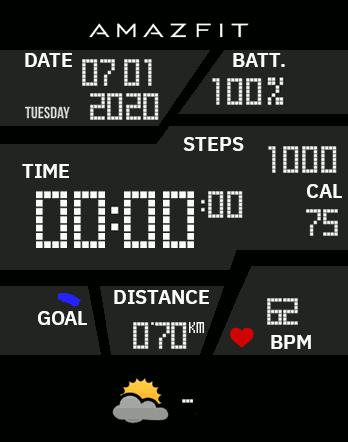 AMAZFIT
DATE 07 01
TUESDAY 2020
BATT.
100%
STEPS
1000
CAL
75
TIME
00:00:00
GOAL
DISTANCE
070 KM
62
BPM
--